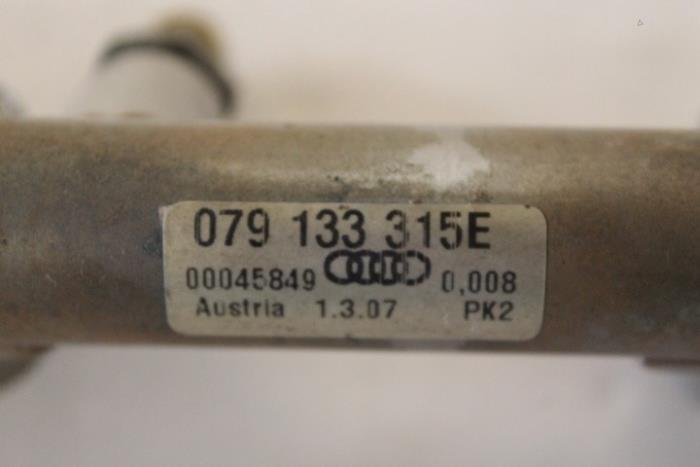 079 133 315E
00045849 0,008
Austria 1.3.07 PK2